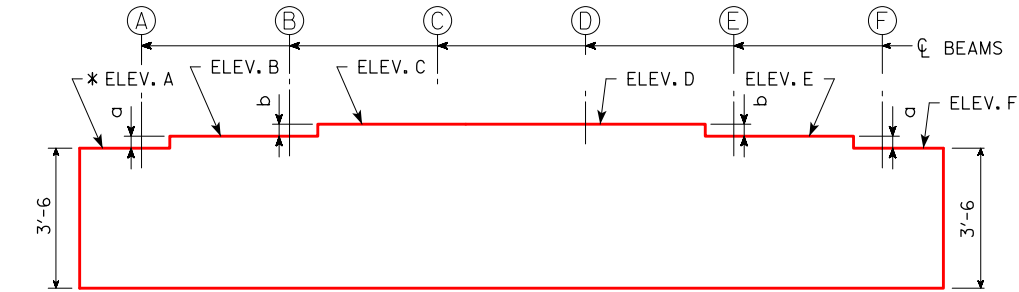 A B C D E F
℄ BEAMS
* ELEV. A
ELEV. B
ELEV. C
ELEV. D
ELEV. E
ELEV. F
a
b
b
a
3'-6
3'-6